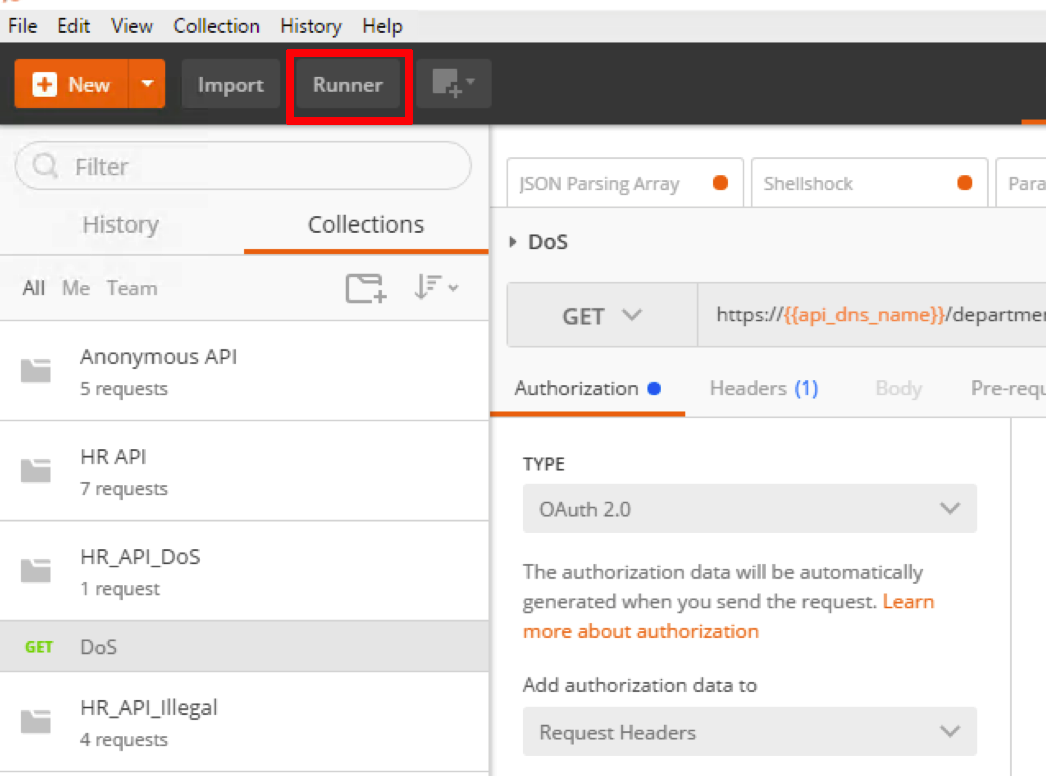 File Edit View Collection History Help
New Import Runner
Filter
History Collections
All Me Team
Anonymous API
5 requests
HR API
7 requests
HR_API_DoS
1 request
GET DoS
HR_API_Illegal
4 requests
JSON Parsing Array Shellshock Para
DoS
GET https://{{api_dns_name}}/departmen
Authorization Headers (1) Body Pre-requ
TYPE
OAuth 2.0
The authorization data will be automatically
generated when you send the request. Learn
more about authorization
Add authorization data to
Request Headers